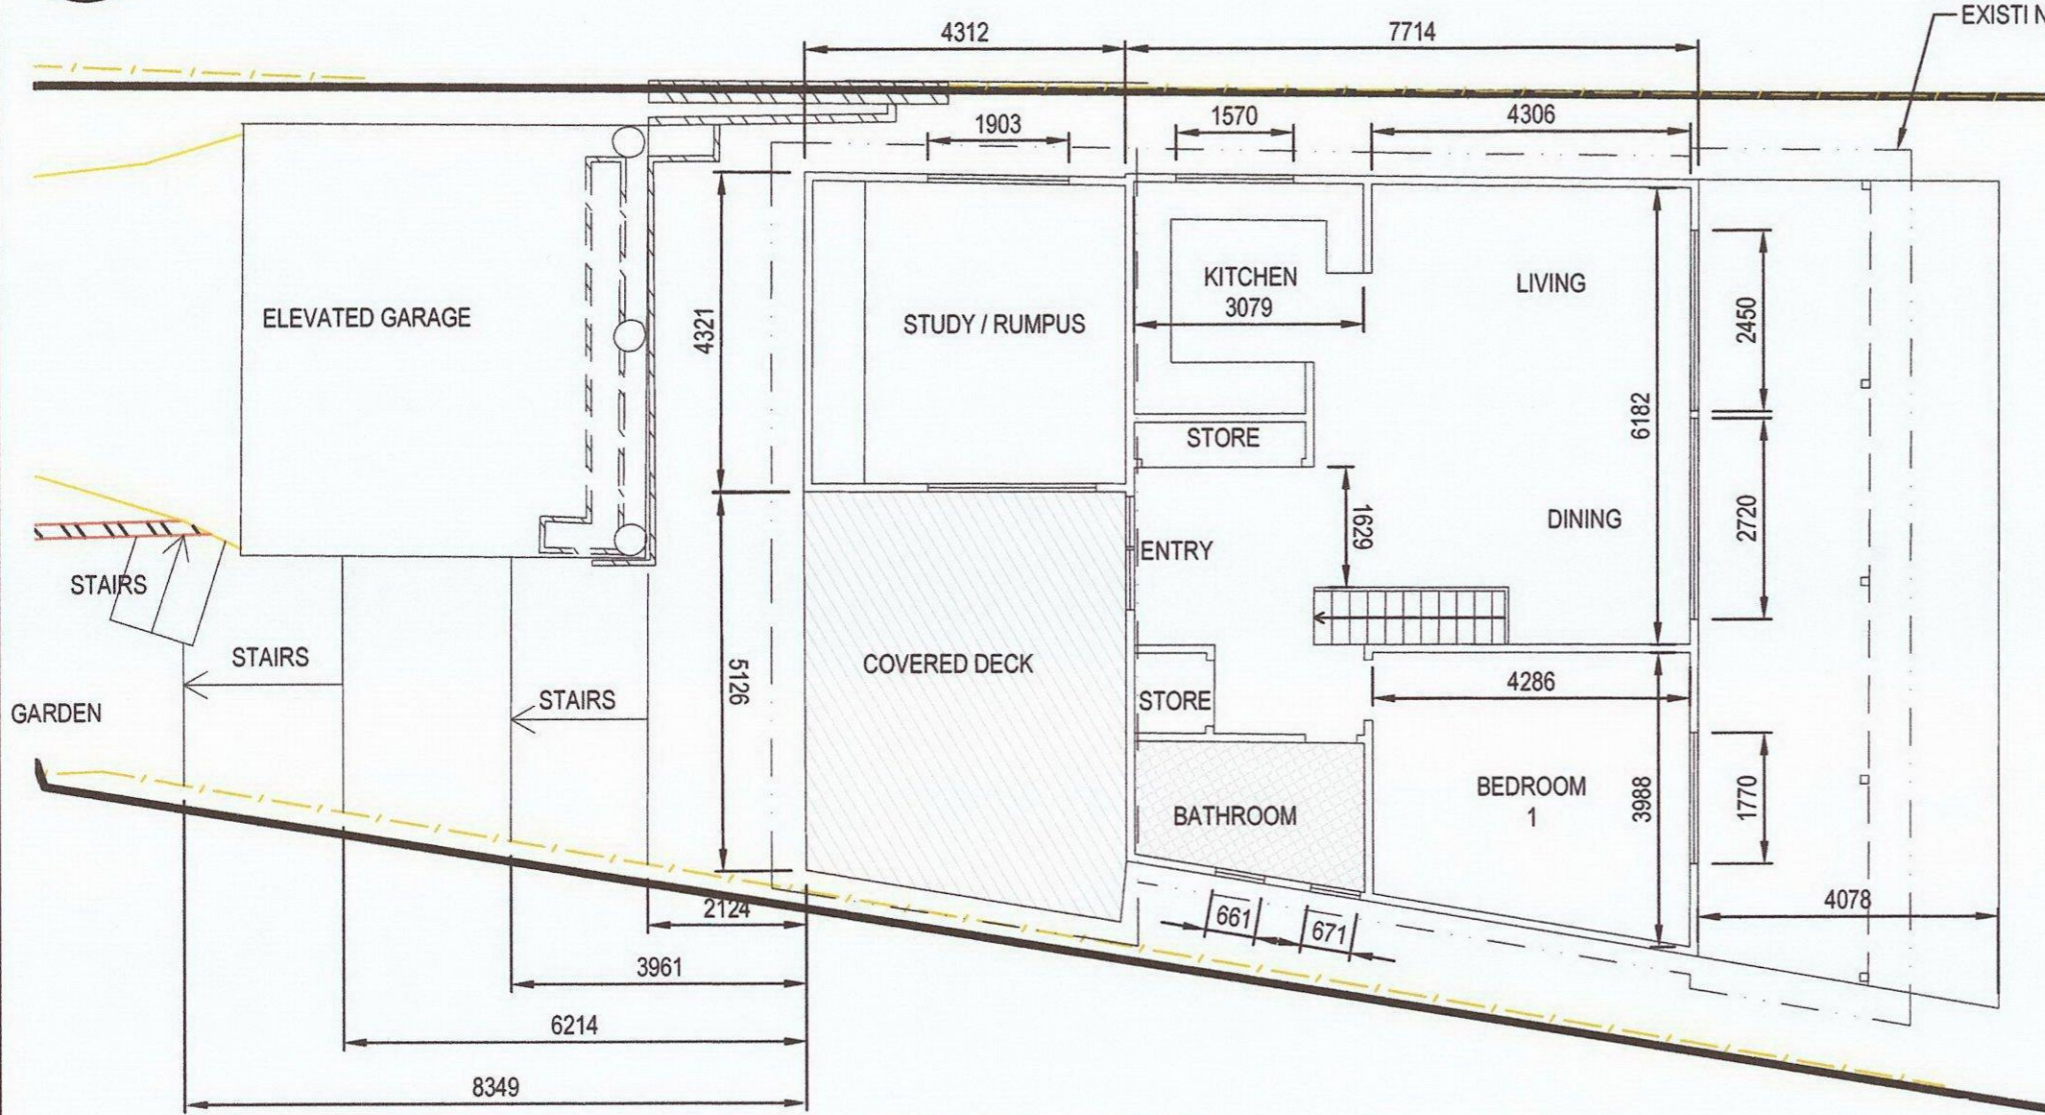 EXISTIN
4312
7714
1903
1570
4306
ELEVATED GARAGE
4321
STUDY / RUMPUS
KITCHEN
3079
LIVING
2450
6182
STORE
1629
DINING
2720
ENTRY
STAIRS
STAIRS
STAIRS
GARDEN
5126
COVERED DECK
STORE
4286
BATHROOM
BEDROOM
1
3988
1770
4078
2124
661
671
3961
6214
8349